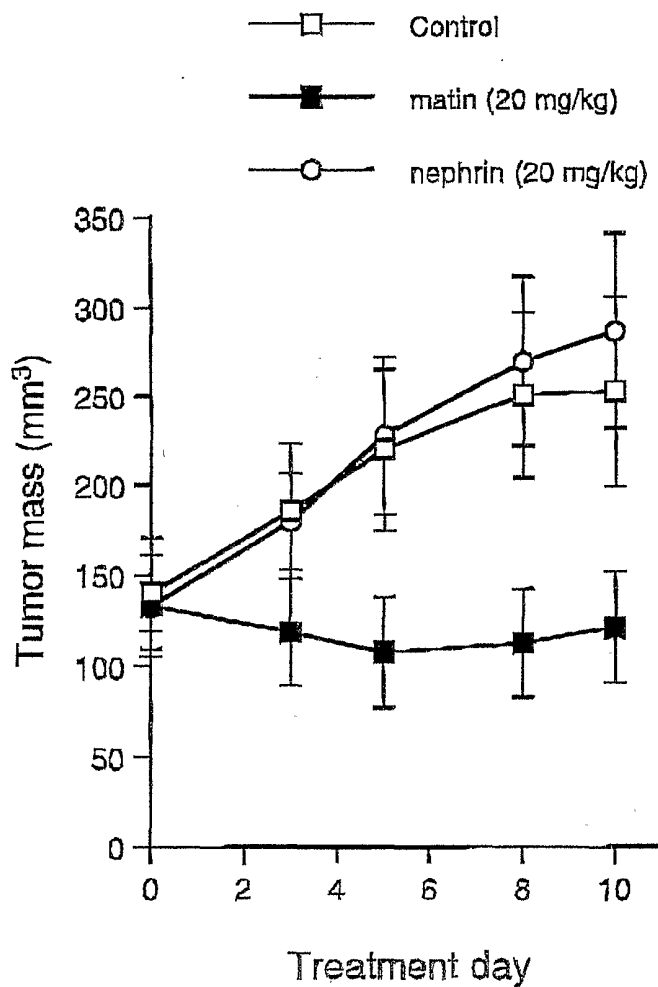 Control
matin (20 mg/kg)
nephrin (20 mg/kg)
350
300
250
200
150
100
50
0
Tumor mass (mm³)
0 2 4 6 8 10
Treatment day